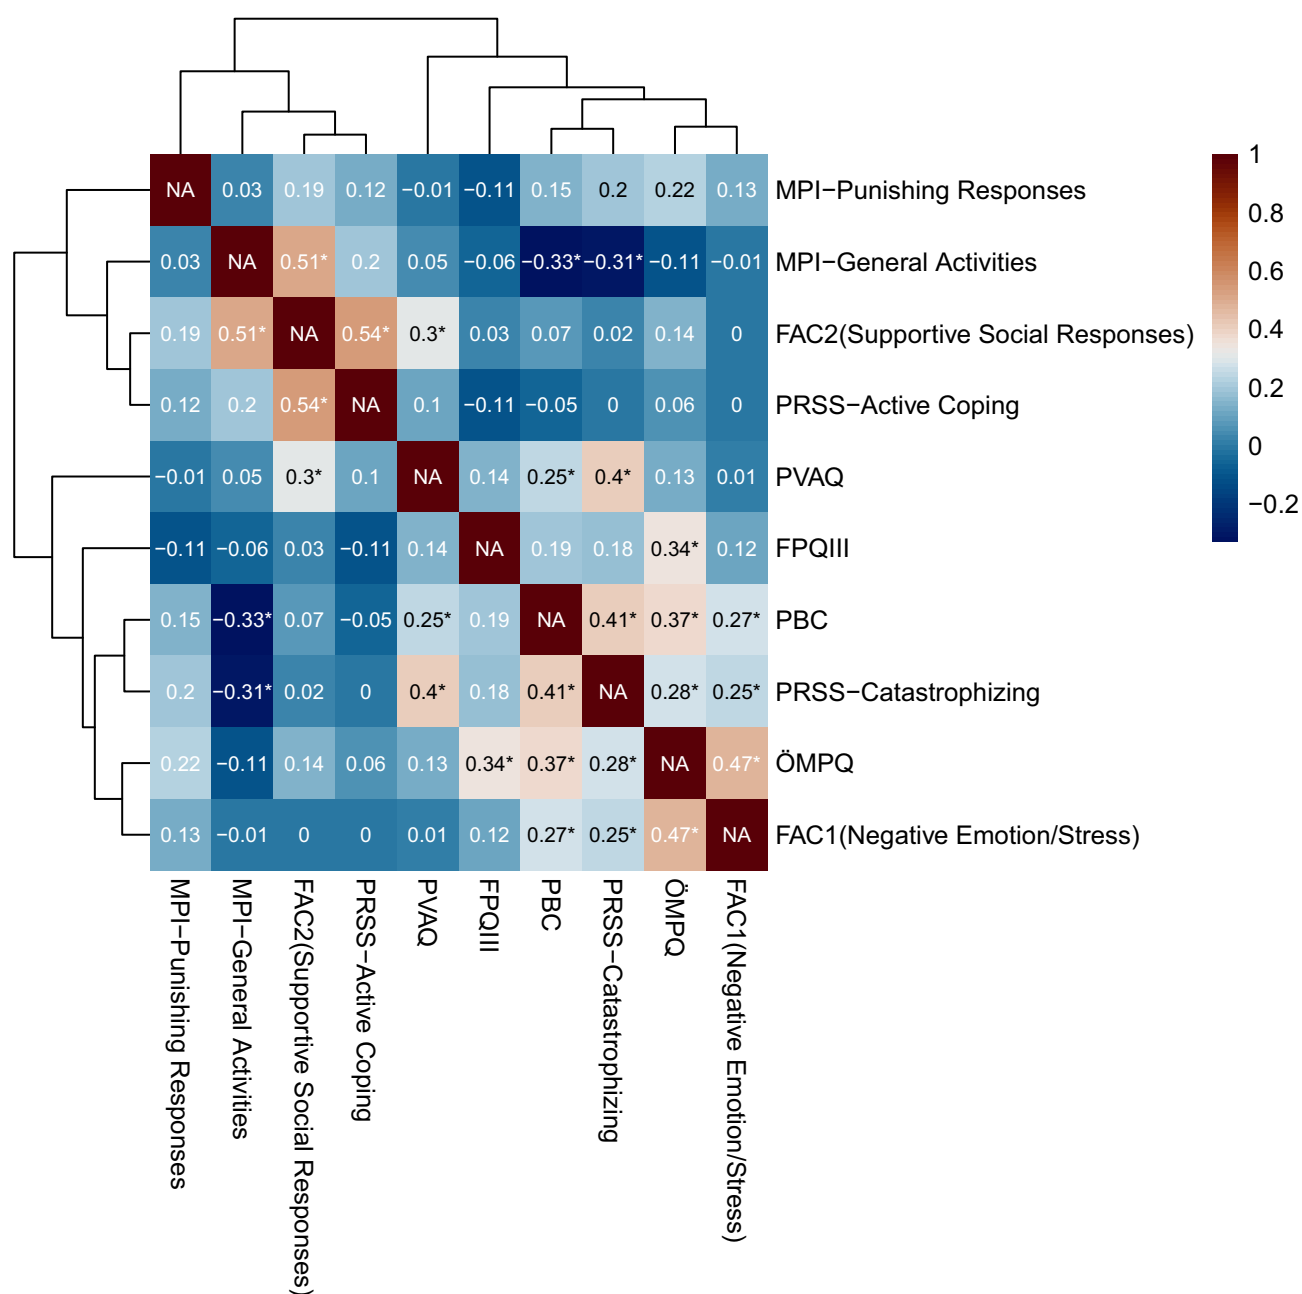 NA 0.03 0.19 0.12 −0.01 −0.11 0.15 0.2 0.22 0.13 MPI−Punishing Responses
0.03 NA 0.51* 0.2 0.05 −0.06 −0.33* −0.31* −0.11 −0.01 MPI−General Activities
0.19 0.51* NA 0.54* 0.3* 0.03 0.07 0.02 0.14 0 FAC2(Supportive Social Responses)
0.12 0.2 0.54* NA 0.1 −0.11 −0.05 0 0.06 0 PRSS−Active Coping
−0.01 0.05 0.3* 0.1 NA 0.14 0.25* 0.4* 0.13 0.01 PVAQ
−0.11 −0.06 0.03 −0.11 0.14 NA 0.19 0.18 0.34* 0.12 FPQIII
0.15 −0.33* 0.07 −0.05 0.25* 0.19 NA 0.41* 0.37* 0.27* PBC
0.2 −0.31* 0.02 0 0.4* 0.18 0.41* NA 0.28* 0.25* PRSS−Catastrophizing
0.22 −0.11 0.14 0.06 0.13 0.34* 0.37* 0.28* NA 0.47* ÖMPQ
0.13 −0.01 0 0 0.01 0.12 0.27* 0.25* 0.47* NA FAC1(Negative Emotion/Stress)
MPI−Punishing Responses
MPI−General Activities
FAC2(Supportive Social Responses)
PRSS−Active Coping
PVAQ
FPQIII
PBC
PRSS−Catastrophizing
ÖMPQ
FAC1(Negative Emotion/Stress)
1
0.8
0.6
0.4
0.2
0
−0.2